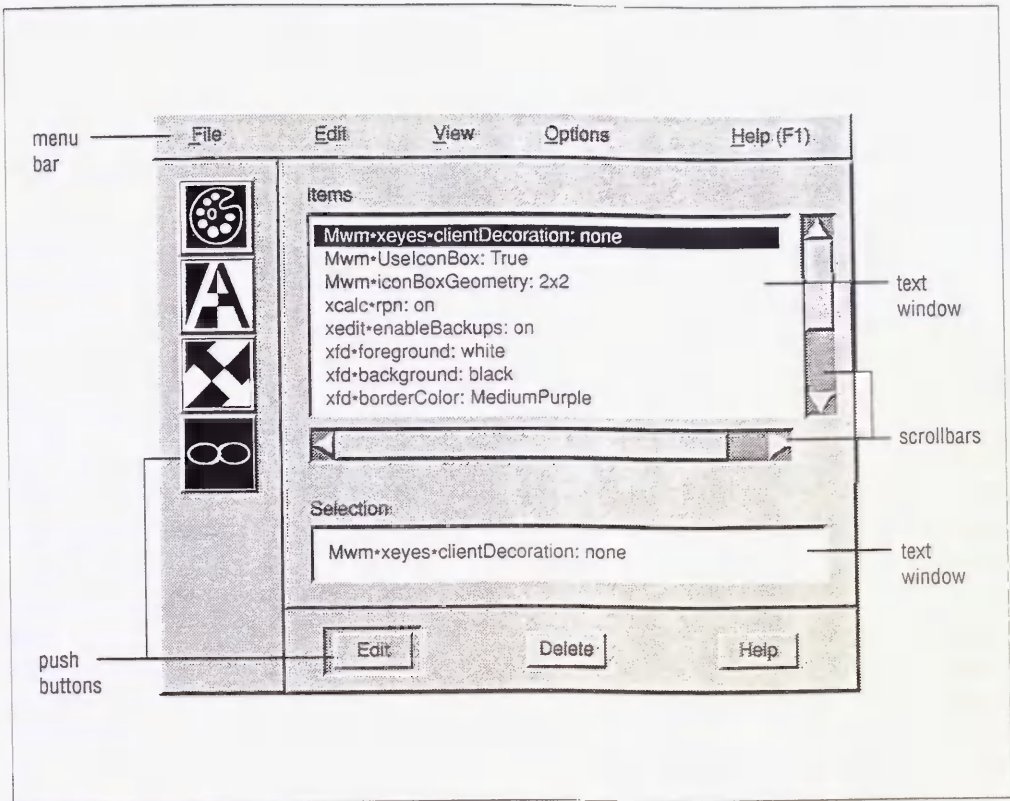 menu
bar
File Edit View Options Help (F1)
Items
Mwm*xeyes*clientDecoration: none
Mwm*UseIconBox: True
Mwm*iconBoxGeometry: 2x2
xcalc*rpn: on
xedit*enableBackups: on
xfd*foreground: white
xfd*background: black
xfd*borderColor: MediumPurple
text
window
scrollbars
Selection
Mwm*xeyes*clientDecoration: none
text
window
push
buttons
Edit Delete Help
A